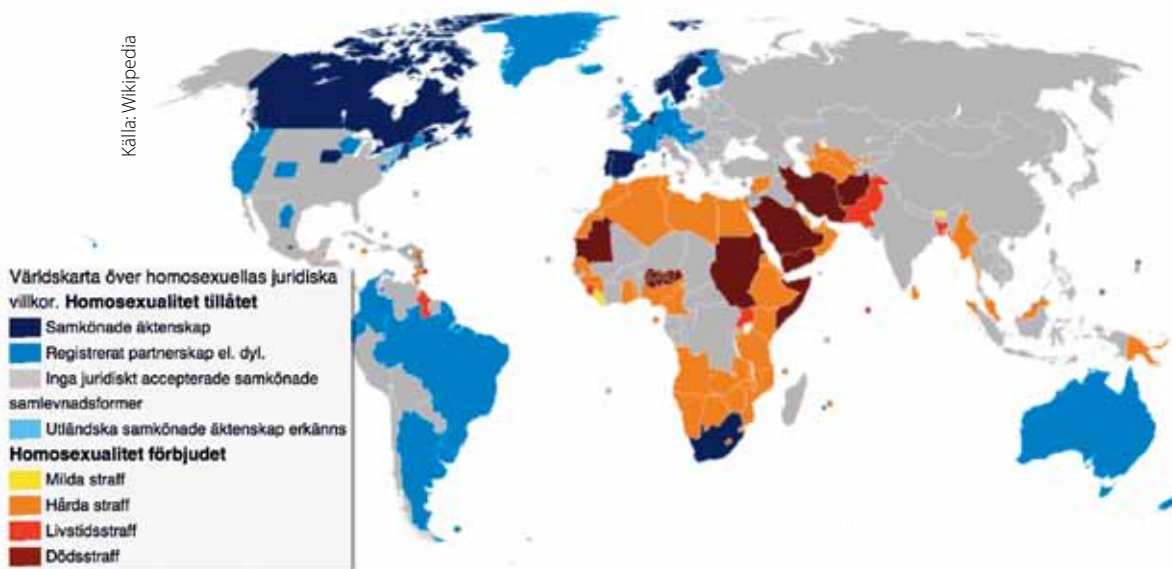 Källa: Wikipedia
Världskarta över homosexuellas juridiska
villkor. Homosexualitet tillåtet
Samkönade äktenskap
Registrerat partnerskap el. dyl.
Inga juridiskt accepterade samkönade
samlevnadsformer
Utländska samkönade äktenskap erkänns
Homosexualitet förbjudet
Milda straff
Hårda straff
Livstidsstraff
Dödsstraff